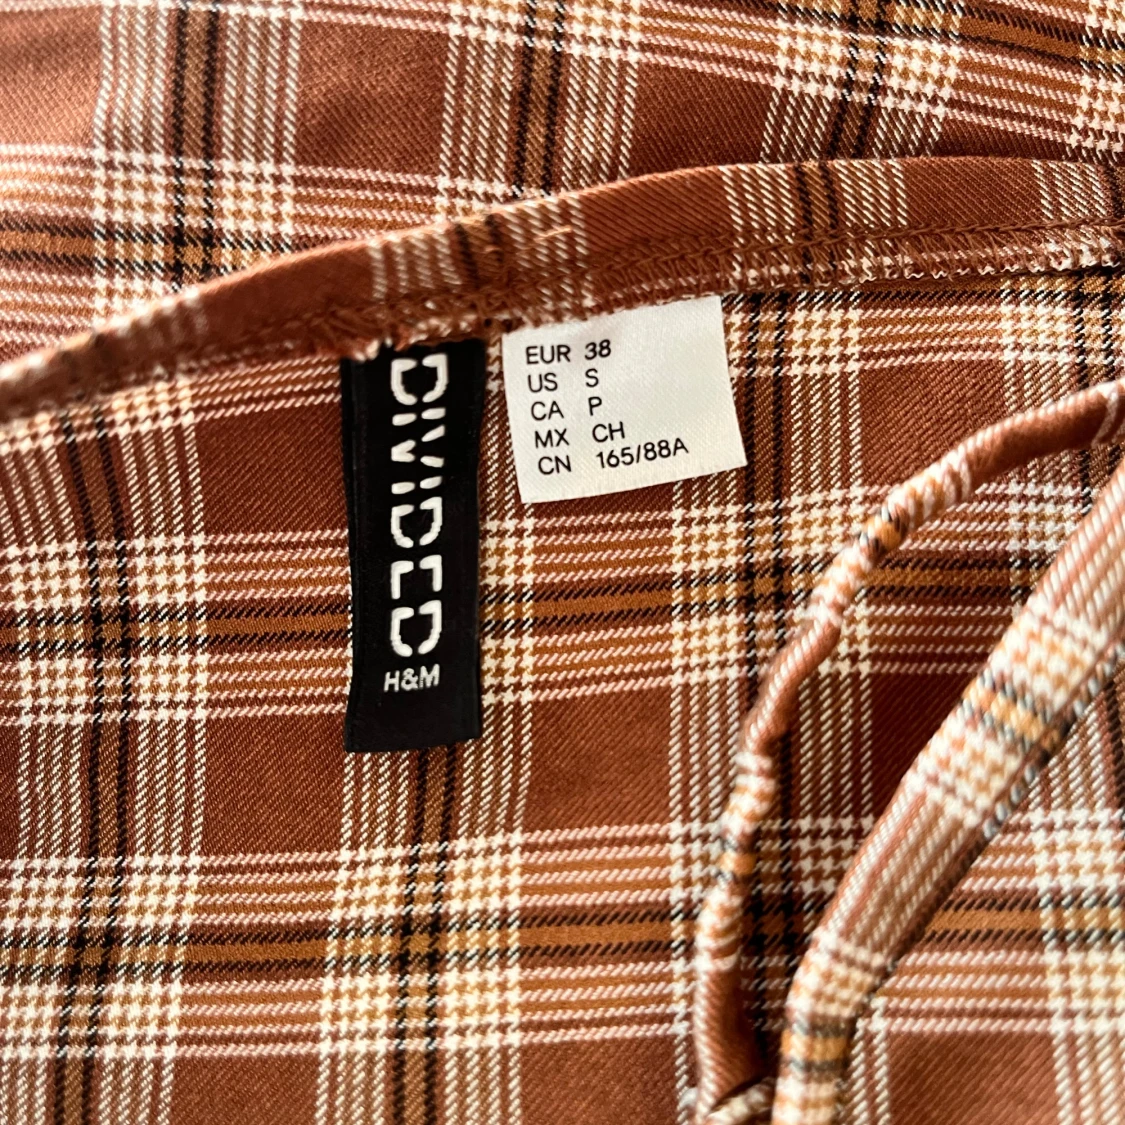 DIVIDED
H&M
EUR 38
US S
CA P
MX CH
CN 165/88A